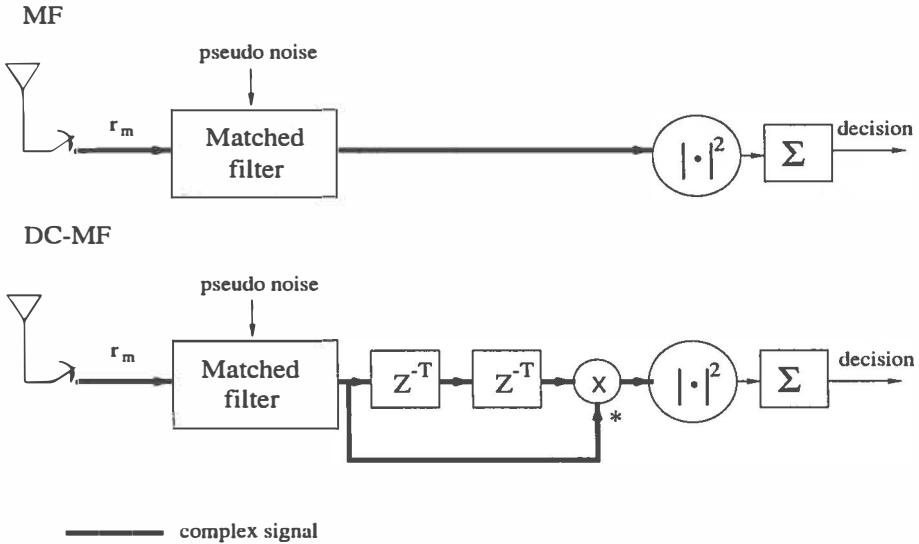 MF
pseudo noise
r m
Matched
filter
| • |²
Σ
decision
DC-MF
pseudo noise
r m
Matched
filter
Z⁻ᵀ
Z⁻ᵀ
x
*
| • |²
Σ
decision
complex signal